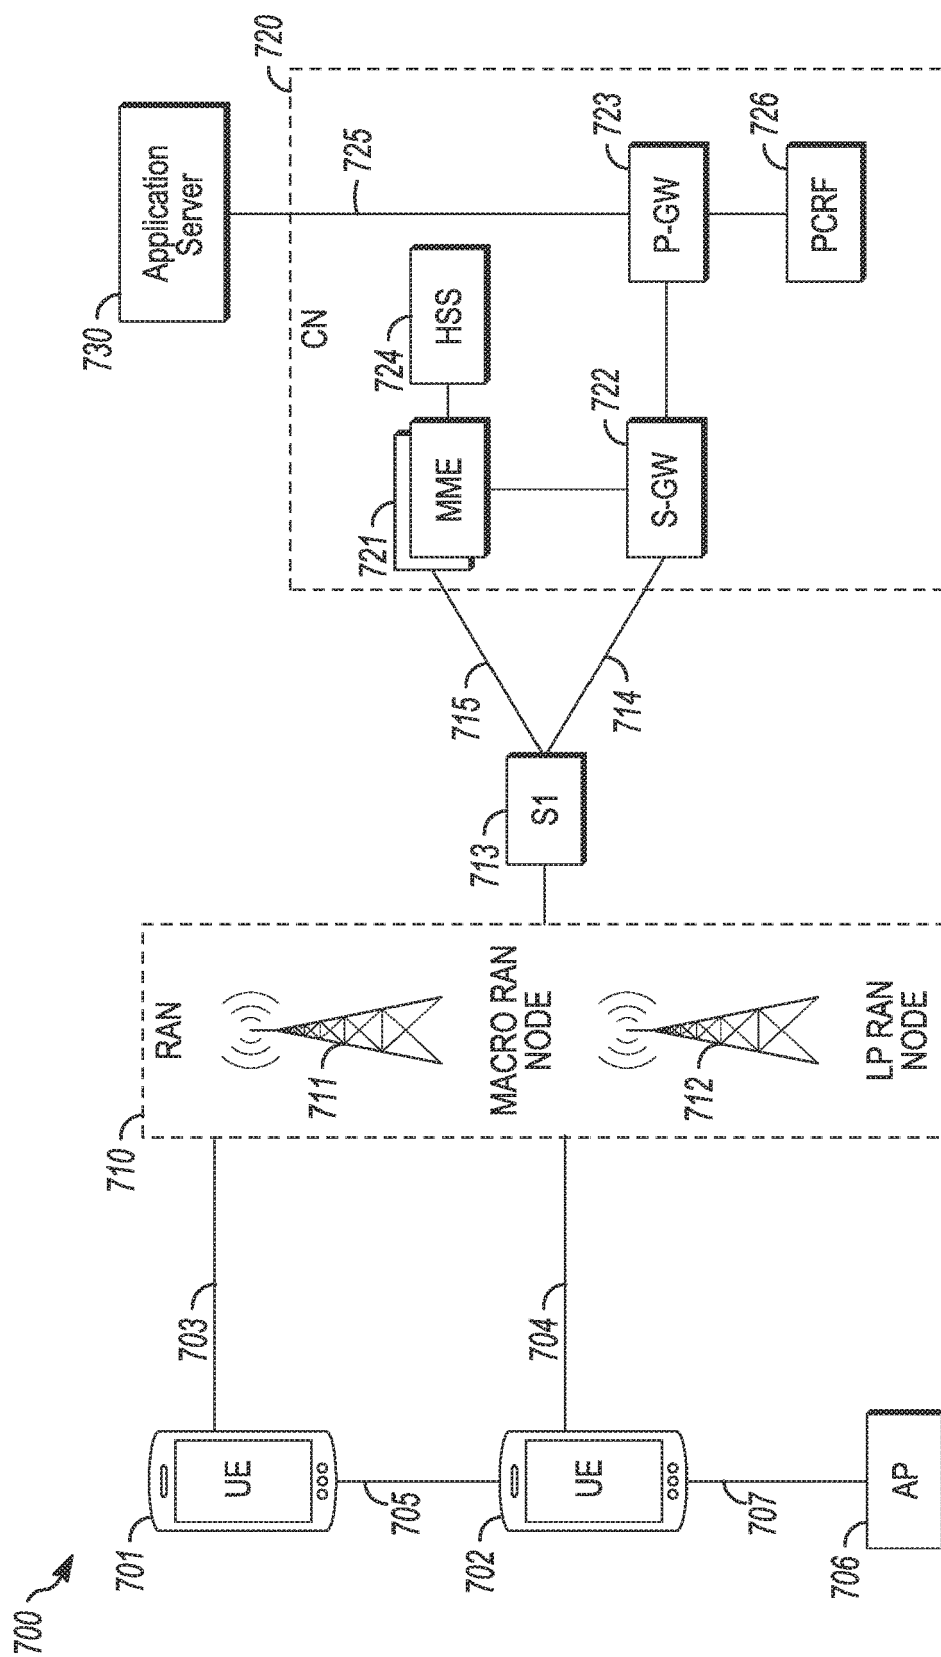 700
701
UE
703
705
702
UE
704
707
706
AP
710
RAN
711
MACRO RAN
NODE
712
LP RAN
NODE
713
S1
715
714
720
CN
721
MME
724
HSS
722
S-GW
723
P-GW
726
PCRF
725
730
Application
Server